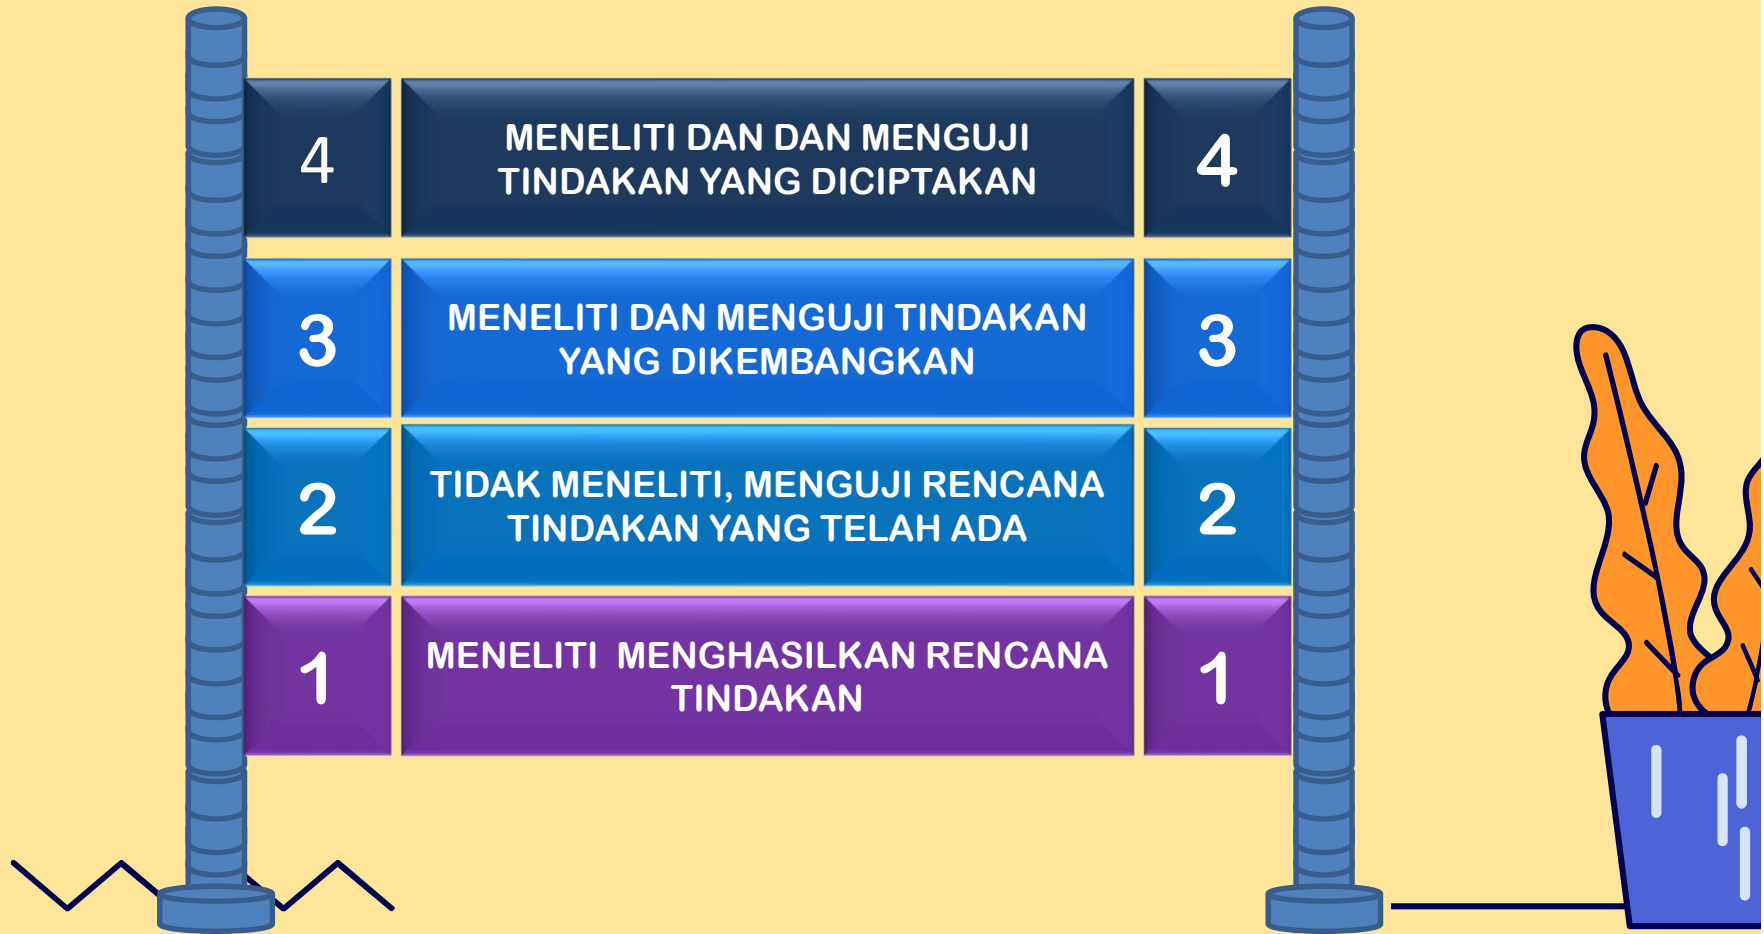 4
MENELITI DAN DAN MENGUJI
TINDAKAN YANG DICIPTAKAN
4
3
MENELITI DAN MENGUJI TINDAKAN
YANG DIKEMBANGKAN
3
2
TIDAK MENELITI, MENGUJI RENCANA
TINDAKAN YANG TELAH ADA
2
1
MENELITI  MENGHASILKAN RENCANA
TINDAKAN
1